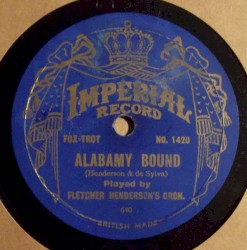 IMPERIAL
RECORD
FOX-TROT NO. 1420
ALABAMY BOUND
(Henderson & de Sylva)
Played by
FLETCHER HENDERSON'S ORCH.
BRITISH MADE